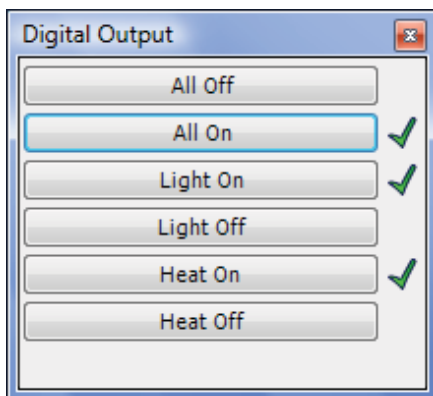 Digital Output
All Off
All On
Light On
Light Off
Heat On
Heat Off